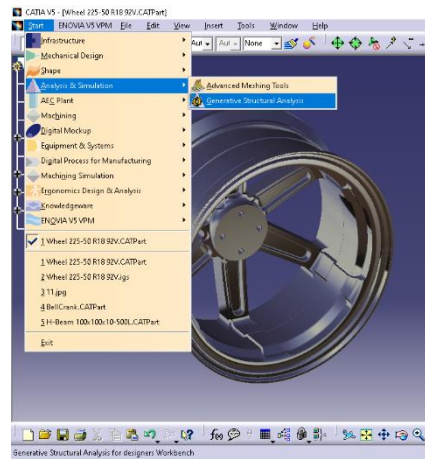 CATIA V5 - [Wheel 225-50 R18 92V.CATPart]
Start ENOVIA V5 VPM File Edit View Insert Tools Window Help
Infrastructure
Aut Aut None
Mechanical Design
Shape
Analysis & Simulation
Advanced Meshing Tools
AEC Plant
Generative Structural Analysis
Machining
Digital Mockup
Equipment & Systems
Digital Process for Manufacturing
Machining Simulation
Ergonomics Design & Analysis
Knowledgeware
ENOVIA V5 VPM
1 Wheel 225-50 R18 92V.CATPart
1 Wheel 225-50 R18 92V.CATPart
2 Wheel 225-50 R18 92V.igs
3 11.jpg
4 BellCrank.CATPart
5 H-Beam 100x100x10-500L.CATPart
Exit
Generative Structural Analysis for designers Workbench